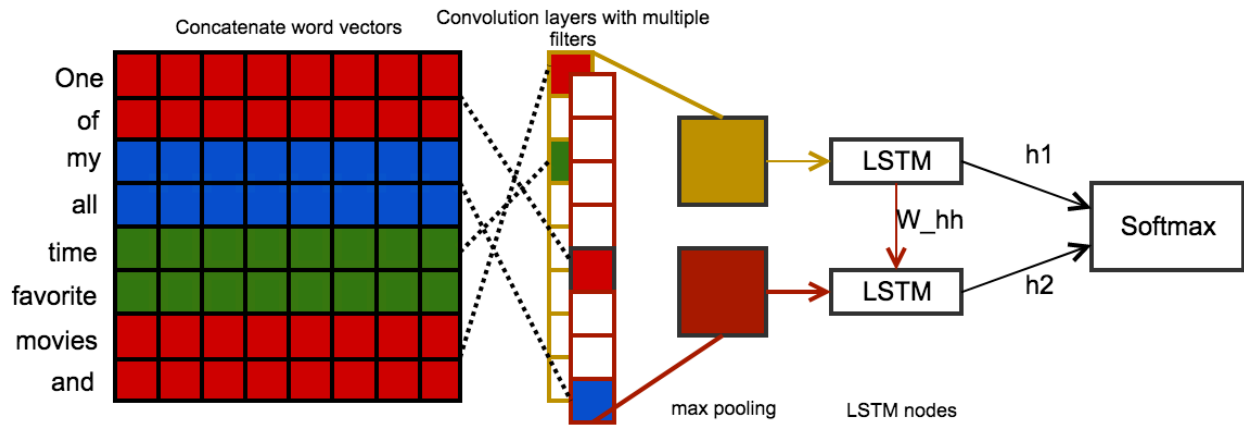 Concatenate word vectors
Convolution layers with multiple
filters
One
of
my
all
time
favorite
movies
and
LSTM
h1
W_hh
Softmax
LSTM
h2
max pooling
LSTM nodes